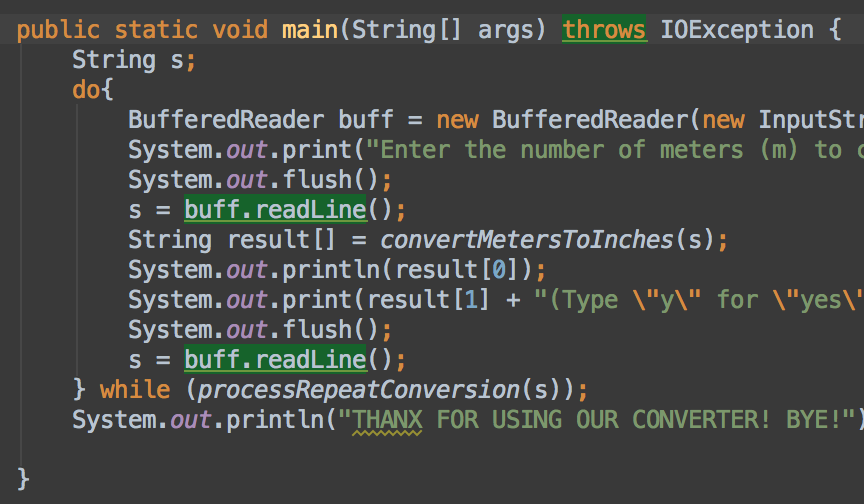 public static void main(String[] args) throws IOException {
String s;
do{
BufferedReader buff = new BufferedReader(new InputStr
System.out.print("Enter the number of meters (m) to c
System.out.flush();
s = buff.readLine();
String result[] = convertMetersToInches(s);
System.out.println(result[0]);
System.out.print(result[1] + "(Type \"y\" for \"yes\"
System.out.flush();
s = buff.readLine();
} while (processRepeatConversion(s));
System.out.println("THANX FOR USING OUR CONVERTER! BYE!")
}